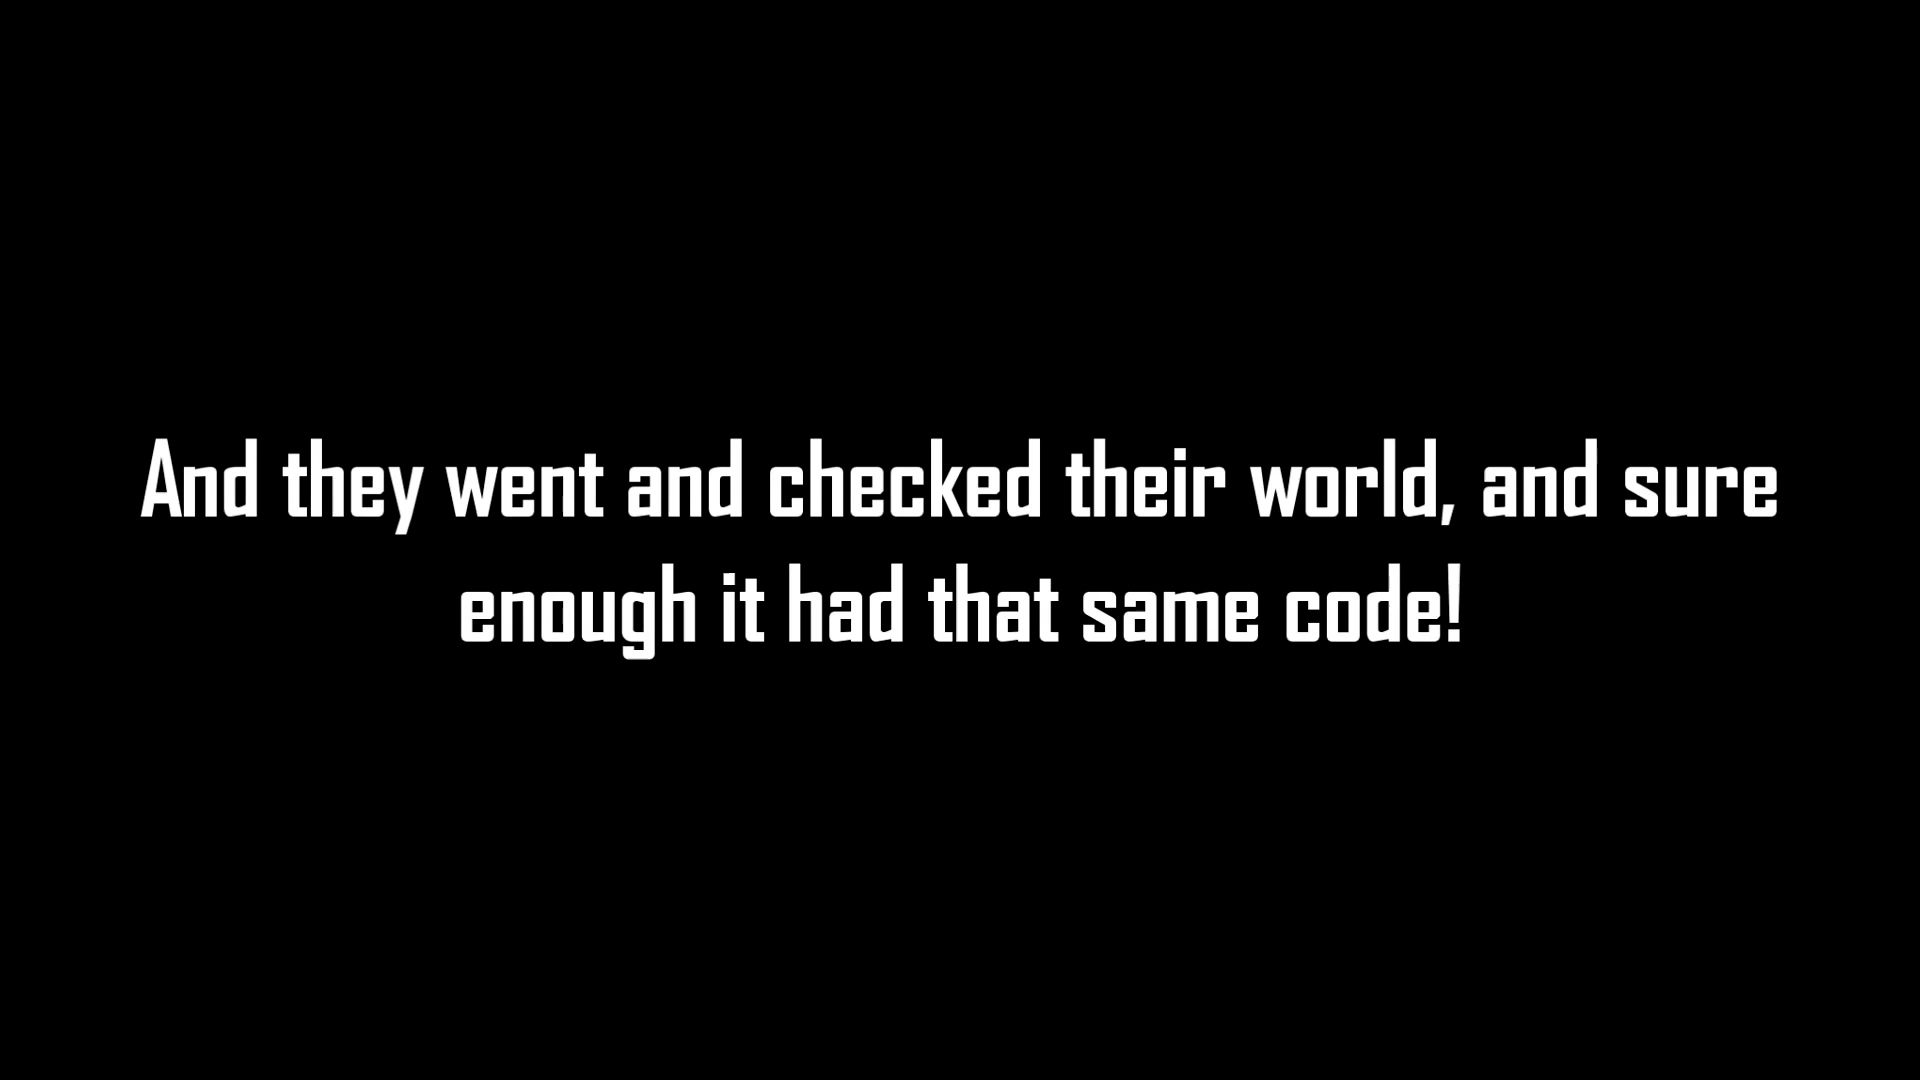 And they went and checked their world, and sure
enough it had that same code!